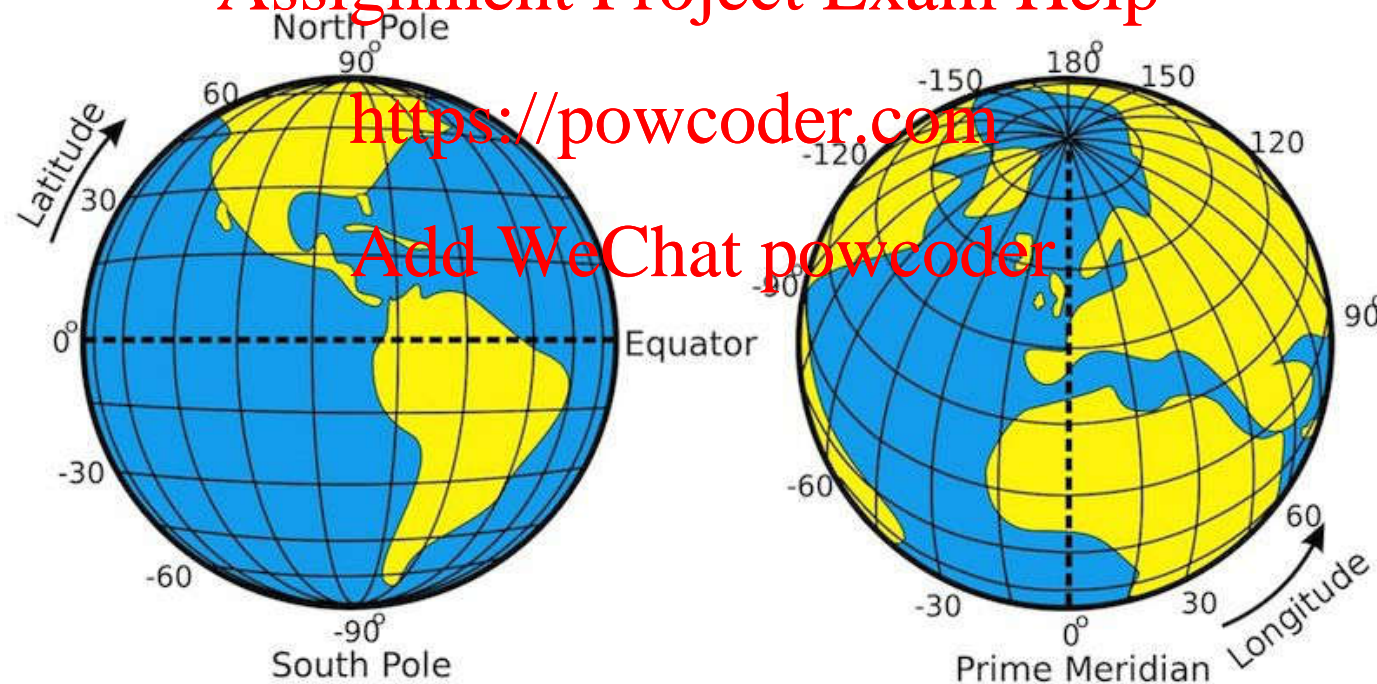 Assignment Project Exam Help
North Pole
90°
60
https://powcoder.com
Latitude
30
Add WeChat powcoder
0°
Equator
-30
-60
-90°
South Pole
180°
-150
150
-120
120
-90°
90°
-60
60
-30
30
0°
Longitude
Prime Meridian